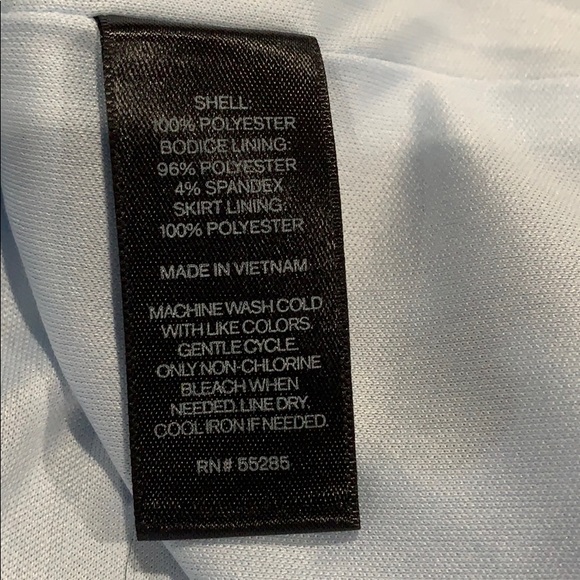 SHELL:
100% POLYESTER
BODICE LINING:
96% POLYESTER
4% SPANDEX
SKIRT LINING:
100% POLYESTER
MADE IN VIETNAM
MACHINE WASH COLD
WITH LIKE COLORS.
GENTLE CYCLE.
ONLY NON-CHLORINE
BLEACH WHEN
NEEDED. LINE DRY.
COOL IRON IF NEEDED.
RN# 55285